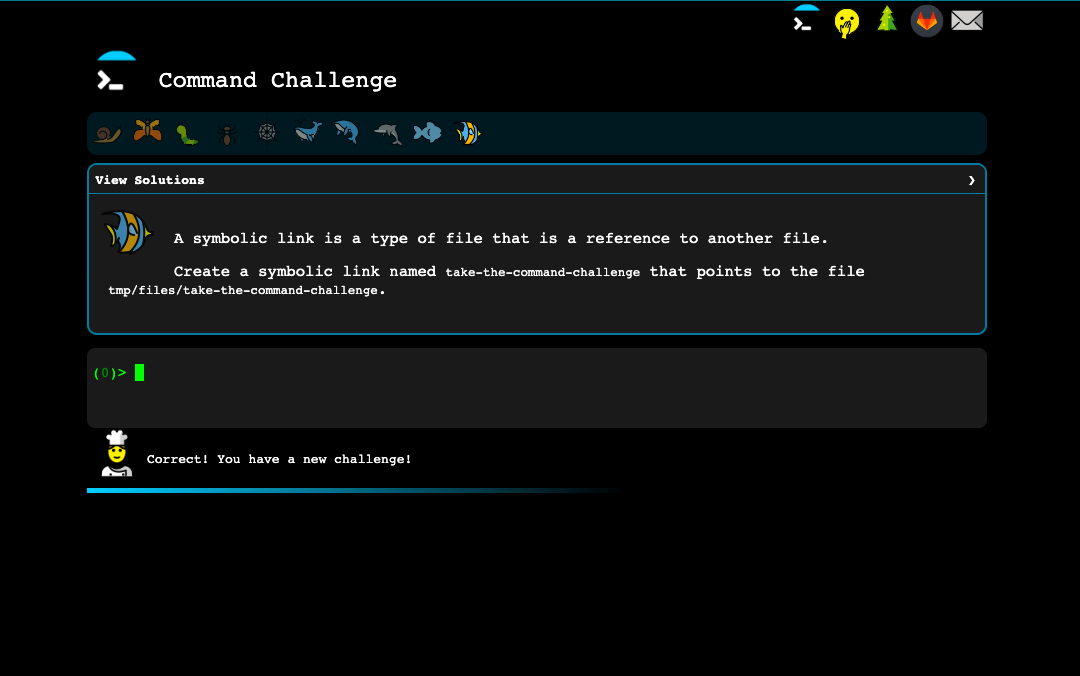 Command Challenge
View Solutions ❯
A symbolic link is a type of file that is a reference to another file.
Create a symbolic link named take-the-command-challenge that points to the file
tmp/files/take-the-command-challenge.
(0)>
Correct! You have a new challenge!